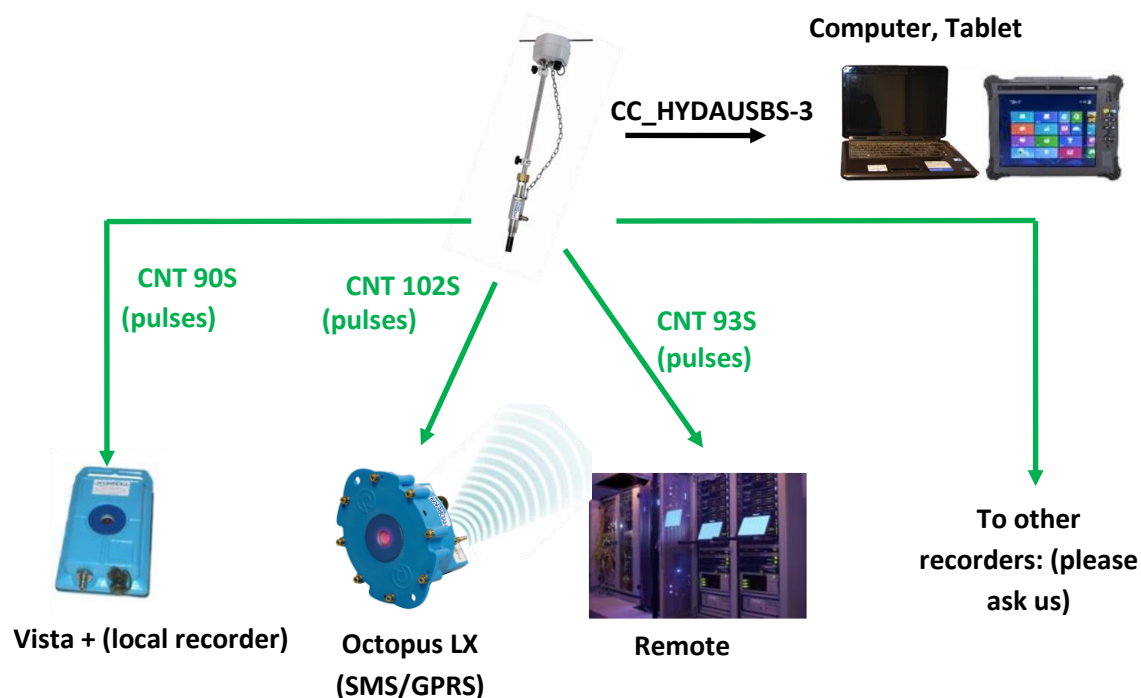 Computer, Tablet
CC_HYDAUSBS-3
CNT 90S
(pulses)
CNT 102S
(pulses)
CNT 93S
(pulses)
Vista + (local recorder)
Octopus LX
(SMS/GPRS)
Remote
To other
recorders: (please
ask us)